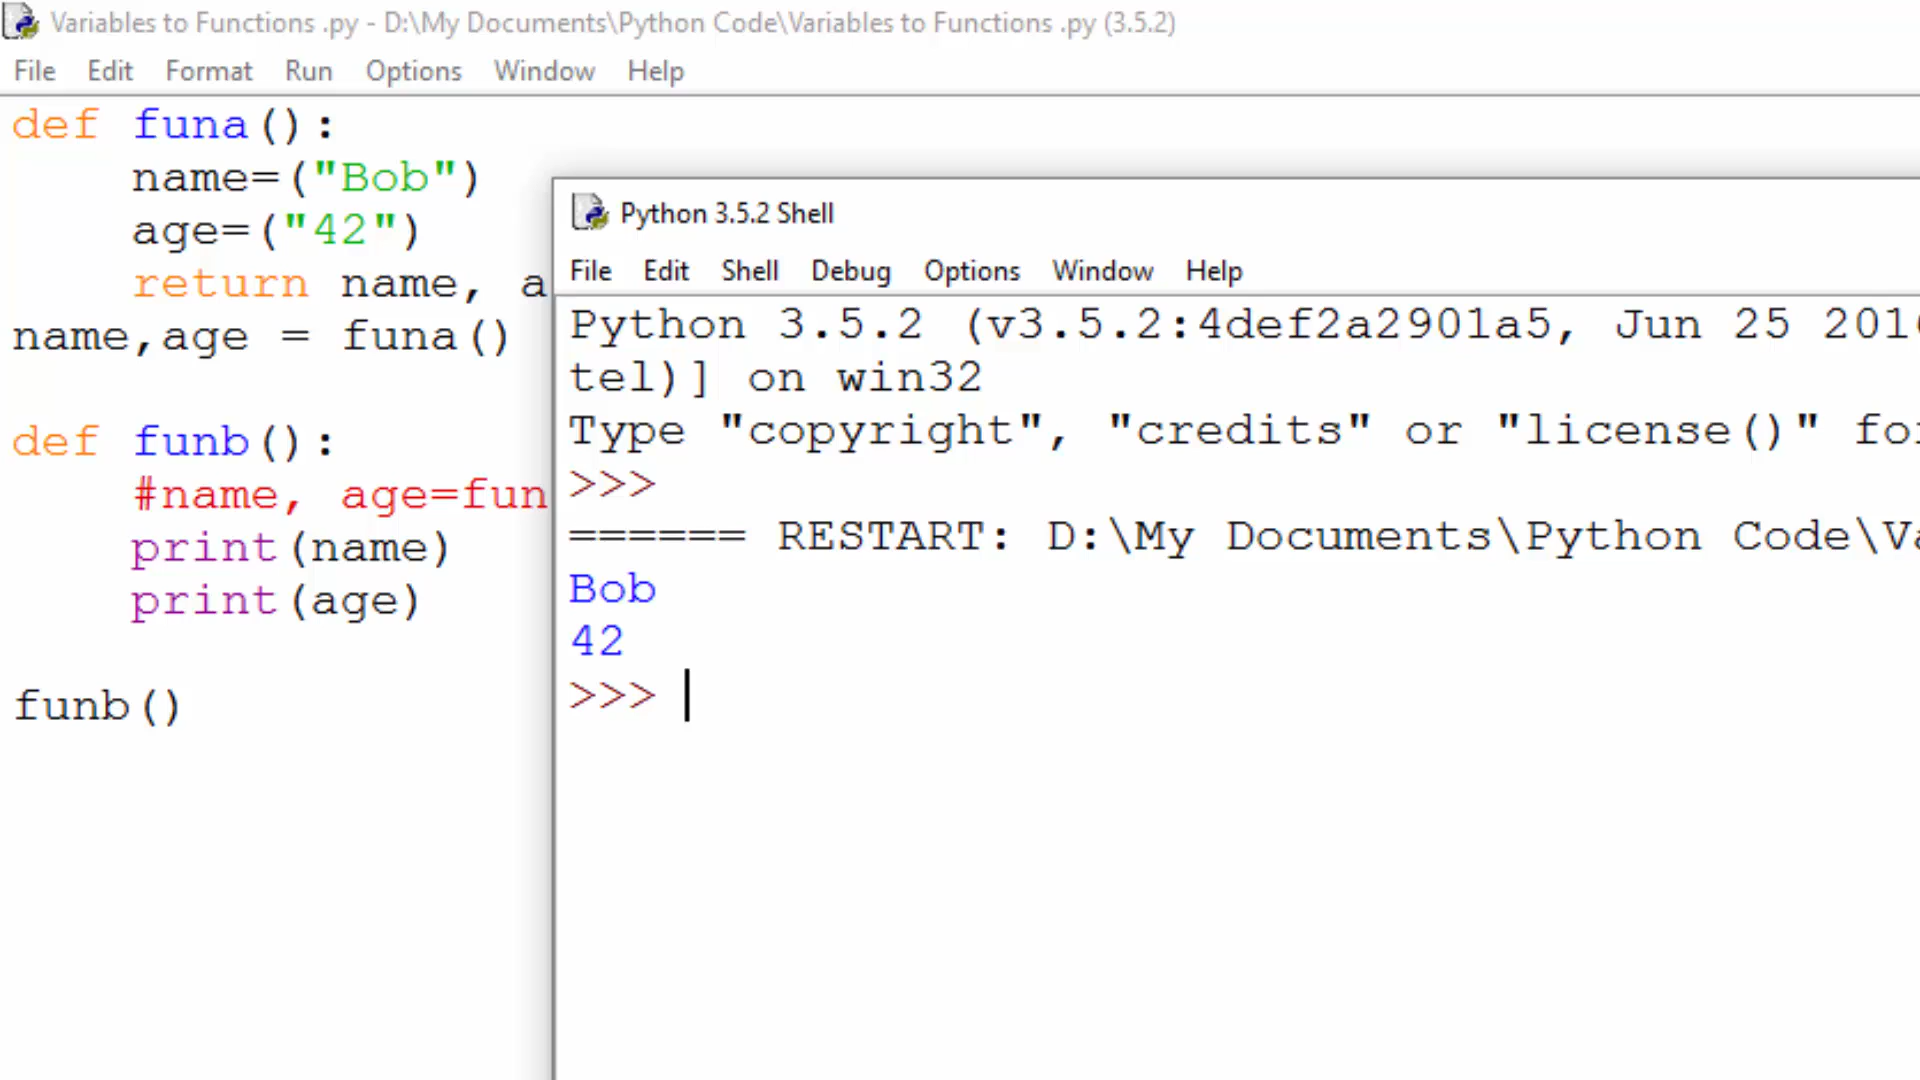 Variables to Functions .py - D:\My Documents\Python Code\Variables to Functions .py (3.5.2)
File Edit Format Run Options Window Help
def funa():
name=("Bob")
age=("42")
return name, a
name,age = funa()
def funb():
#name, age=fun
print(name)
print(age)
funb()
Python 3.5.2 Shell
File Edit Shell Debug Options Window Help
Python 3.5.2 (v3.5.2:4def2a2901a5, Jun 25 201
tel)] on win32
Type "copyright", "credits" or "license()" fo
>>>
====== RESTART: D:\My Documents\Python Code\Va
Bob
42
>>>